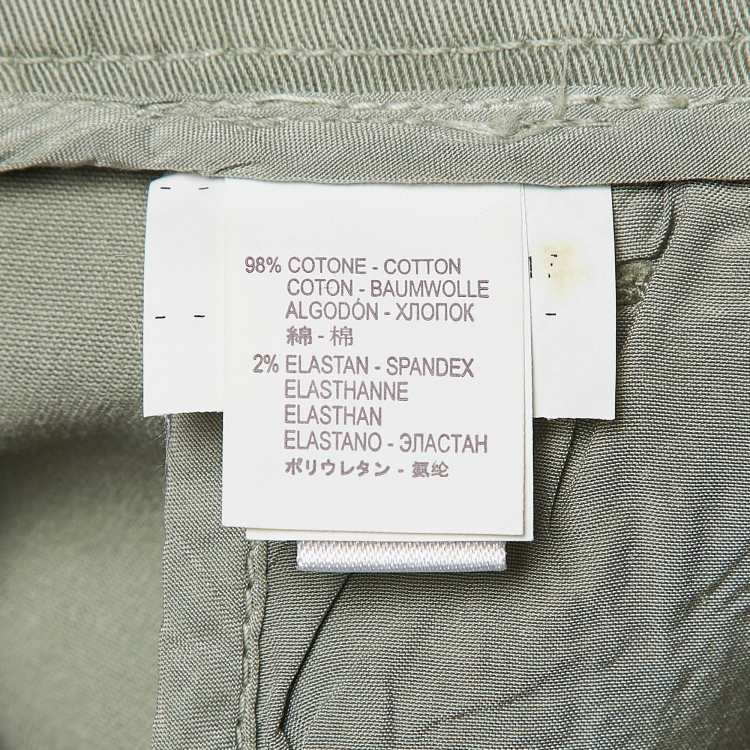 98% COTONE - COTTON
COTON - BAUMWOLLE
ALGODÓN - ХЛОПОК
綿 - 棉
2% ELASTAN - SPANDEX
ELASTHANNE
ELASTHAN
ELASTANO - ЭЛАСТАН
ポリウレタン - 氨纶